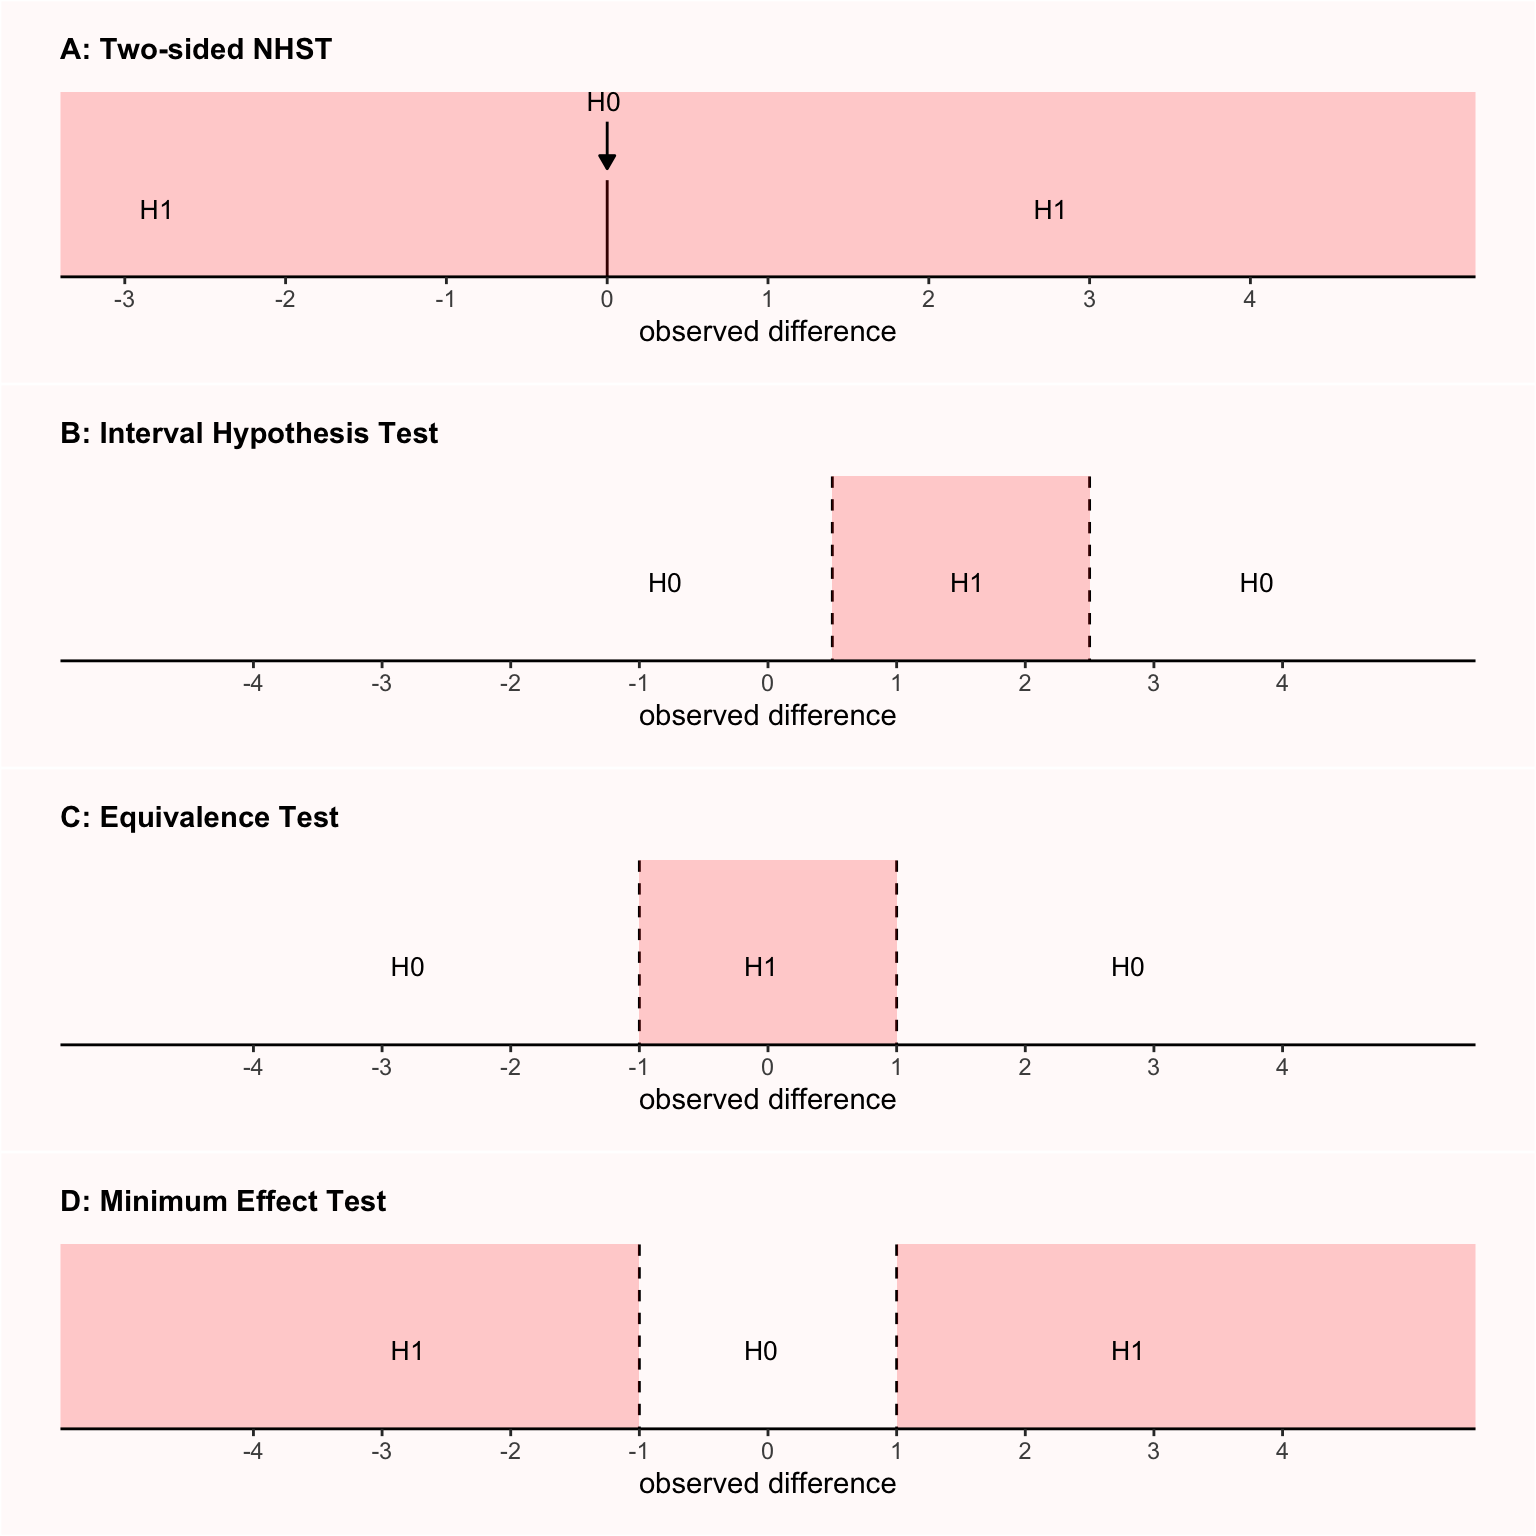 A: Two-sided NHST
H0
H1 H1
-3 -2 -1 0 1 2 3 4
observed difference
B: Interval Hypothesis Test
H0 H1 H0
-4 -3 -2 -1 0 1 2 3 4
observed difference
C: Equivalence Test
H0 H1 H0
-4 -3 -2 -1 0 1 2 3 4
observed difference
D: Minimum Effect Test
H1 H0 H1
-4 -3 -2 -1 0 1 2 3 4
observed difference